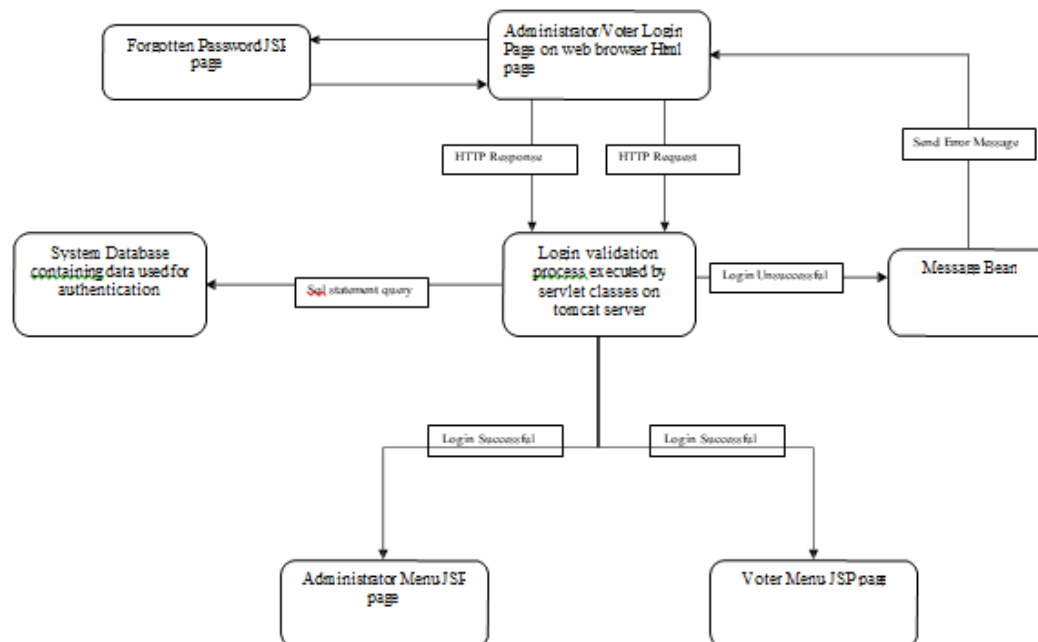 Forgotten Password JSP
page
Administrator/Voter Login
Page on web browser Html
page
HTTP Response
HTTP Request
Send Error Message
System Database
containing data used for
authentication
Sql statement query
Login validation
process executed by
servlet classes on
tomcat server
Login Unsuccessful
Message Bean
Login Successful
Login Successful
Administrator Menu JSP
page
Voter Menu JSP page